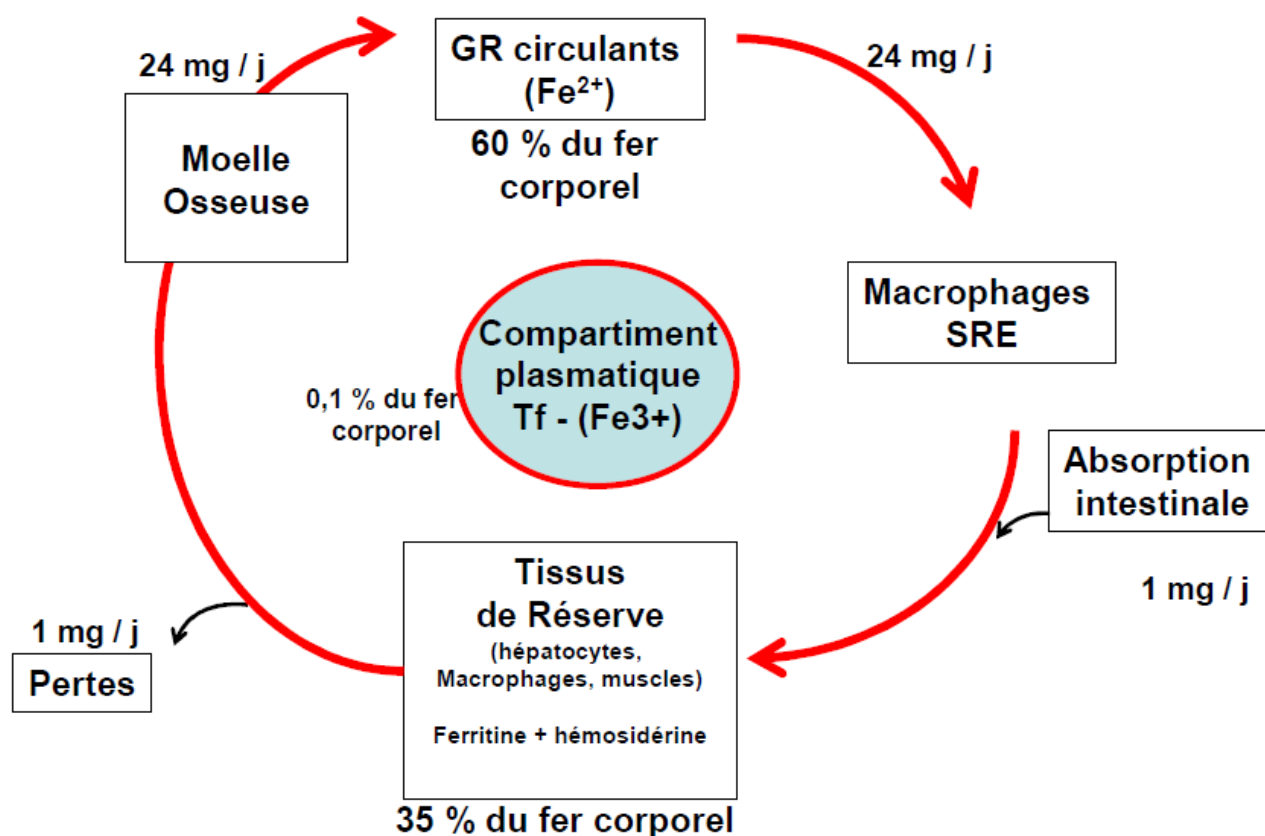 24 mg / j
Moelle
Osseuse
GR circulants
(Fe²⁺)
60 % du fer
corporel
24 mg / j
Macrophages
SRE
Compartiment
plasmatique
Tf - (Fe3+)
0,1 % du fer
corporel
Absorption
intestinale
1 mg / j
Tissus
de Réserve
(hépatocytes,
Macrophages, muscles)
Ferritine + hémosidérine
35 % du fer corporel
1 mg / j
Pertes